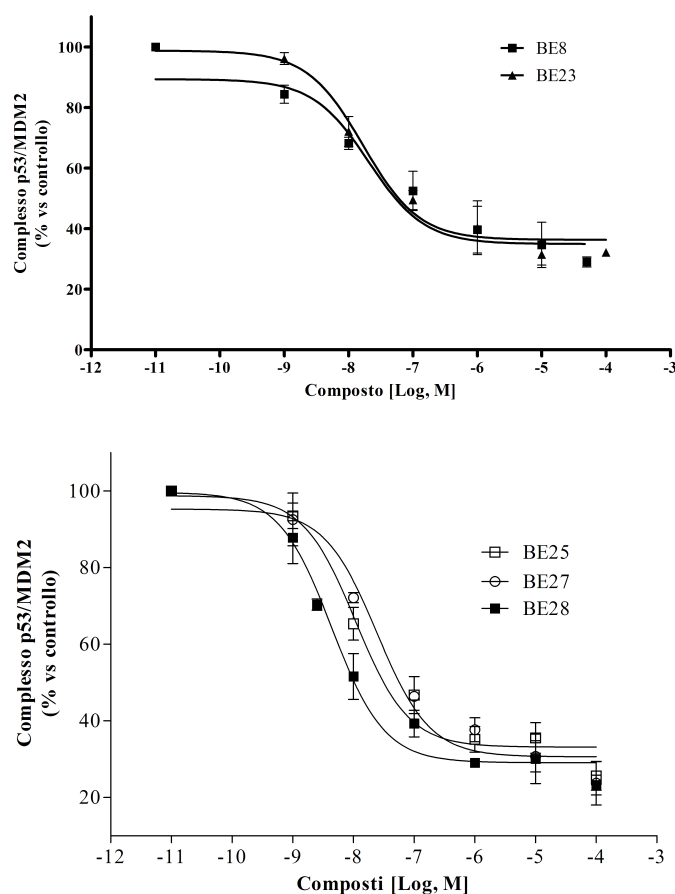 100
80
60
40
20
0
Complesso p53/MDM2
(% vs controllo)
BE8
BE23
-12 -11 -10 -9 -8 -7 -6 -5 -4 -3
Composto [Log, M]
100
80
60
40
20
Complesso p53/MDM2
(% vs controllo)
BE25
BE27
BE28
-12 -11 -10 -9 -8 -7 -6 -5 -4 -3
Composti [Log, M]